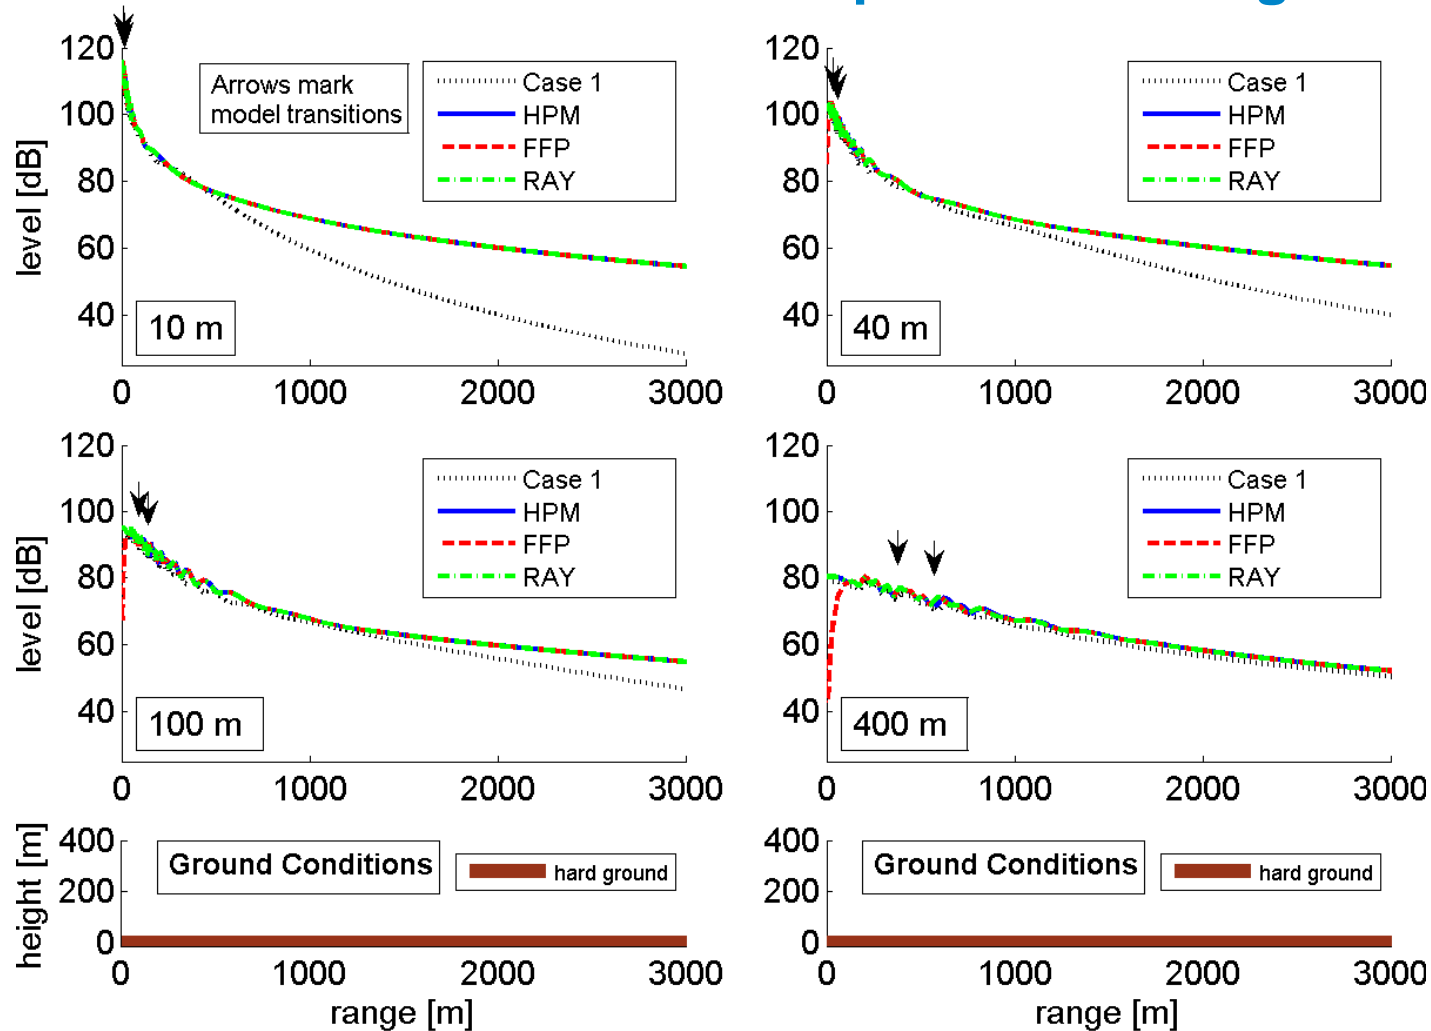 120
100
80
60
40
level [dB]
Arrows mark
model transitions
Case 1
HPM
FFP
RAY
10 m
0
1000
2000
3000
120
100
80
60
40
Case 1
HPM
FFP
RAY
40 m
0
1000
2000
3000
120
100
80
60
40
level [dB]
Case 1
HPM
FFP
RAY
100 m
0
1000
2000
3000
120
100
80
60
40
Case 1
HPM
FFP
RAY
400 m
0
1000
2000
3000
400
200
0
height [m]
Ground Conditions
hard ground
0
1000
2000
3000
range [m]
400
200
0
Ground Conditions
hard ground
0
1000
2000
3000
range [m]